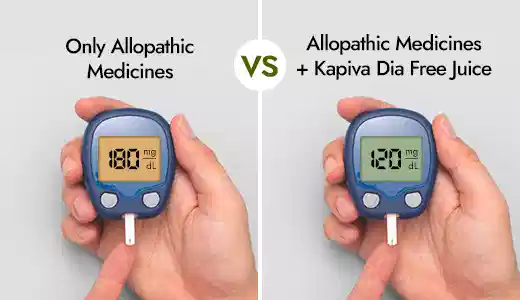 Only Allopathic
Medicines
VS
Allopathic Medicines
+ Kapiva Dia Free Juice
180 mg
dL
120 mg
dL